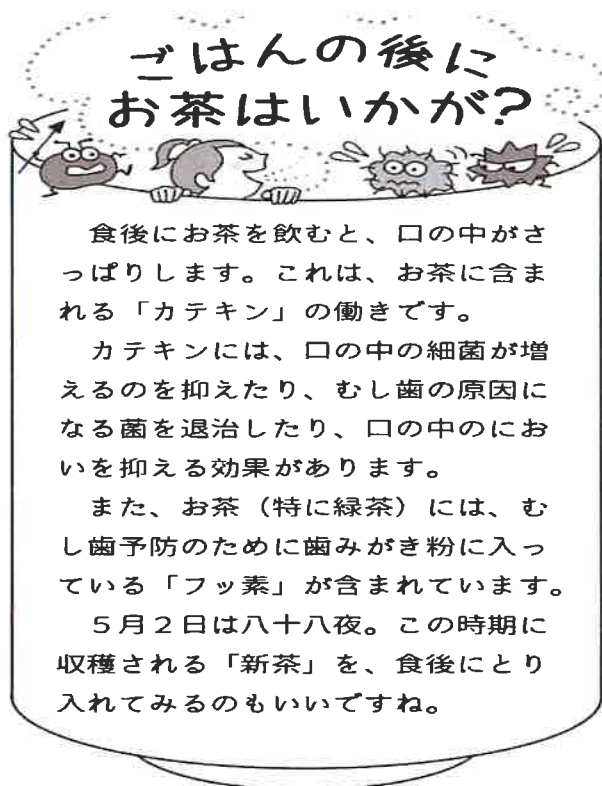 ごはんの後に
お茶はいかが?
食後にお茶を飲むと、口の中がさ
っぱりします。これは、お茶に含ま
れる「カテキン」の働きです。
カテキンには、口の中の細菌が増
えるのを抑えたり、むし歯の原因に
なる菌を退治したり、口の中のにお
いを抑える効果があります。
また、お茶（特に緑茶）には、む
し歯予防のために歯みがき粉に入っ
ている「フッ素」が含まれています。
５月２日は八十八夜。この時期に
収穫される「新茶」を、食後にとり
入れてみるのもいいですね。